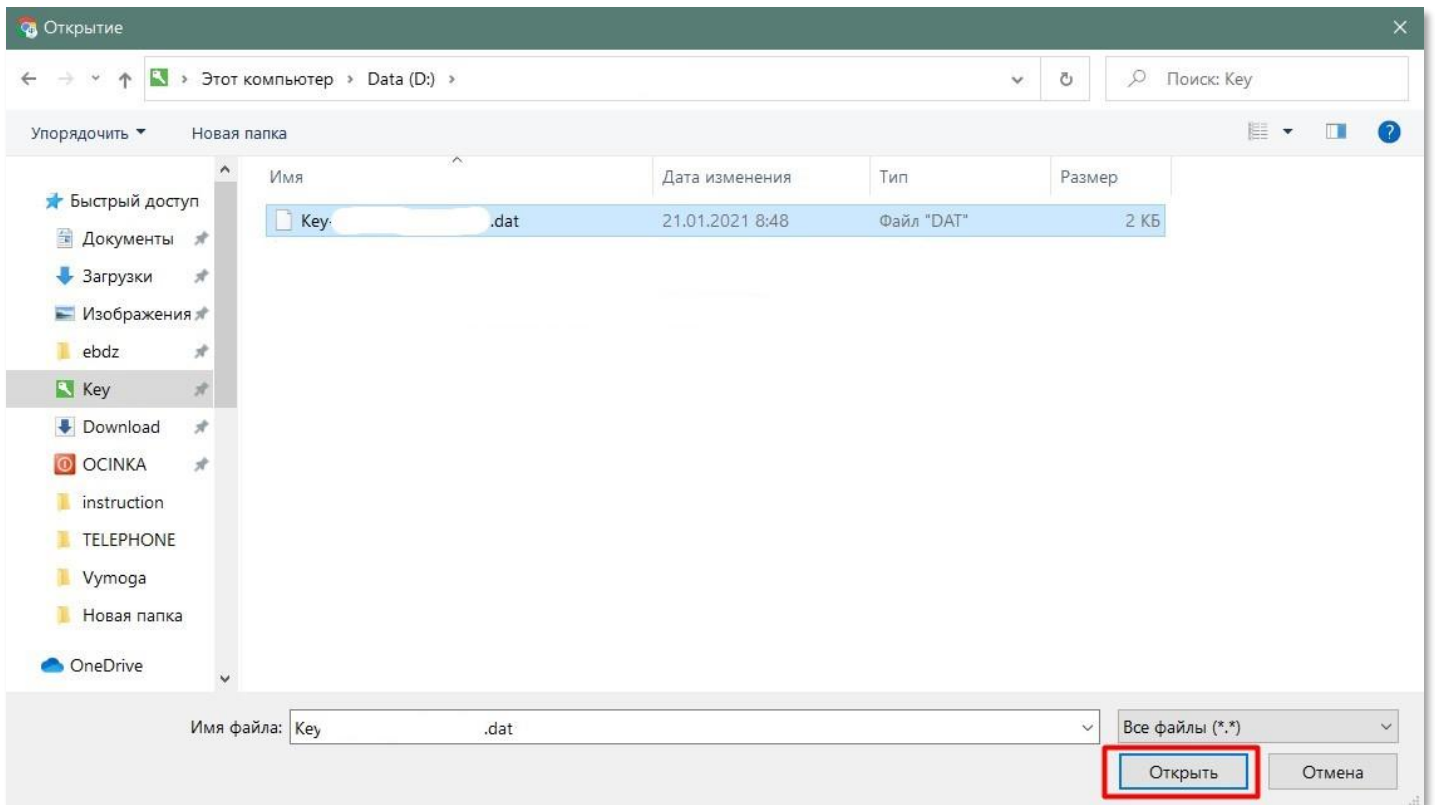 Открытие
Этот компьютер › Data (D:) ›
Поиск: Key
Упорядочить
Новая папка
Имя
Дата изменения
Тип
Размер
Быстрый доступ
Документы
Загрузки
Изображения
ebdz
Key
Download
OCINKA
instruction
TELEPHONE
Vymoga
Новая папка
OneDrive
Key- .dat
21.01.2021 8:48
Файл "DAT"
2 КБ
Имя файла:
Key .dat
Все файлы (*.*)
Открыть
Отмена